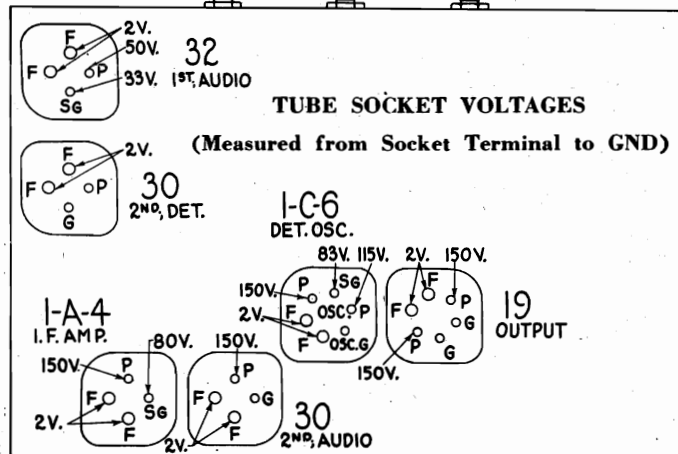 TUBE SOCKET VOLTAGES
(Measured from Socket Terminal to GND)
F 2V.
50V.
F P
33V.
SG
32
1ST, AUDIO
F 2V.
F P
G
30
2ND, DET.
1-C-6
DET. OSC.
83V. 115V.
P SG
150V.
OSC P
2V. F
F OSC. G
2V. 150V.
F
F P
G
P G
150V.
19
OUTPUT
1-A-4
I.F. AMP.
80V.
150V. P
F SG
2V. F
150V.
P
F G
2V. F
30
2ND, AUDIO